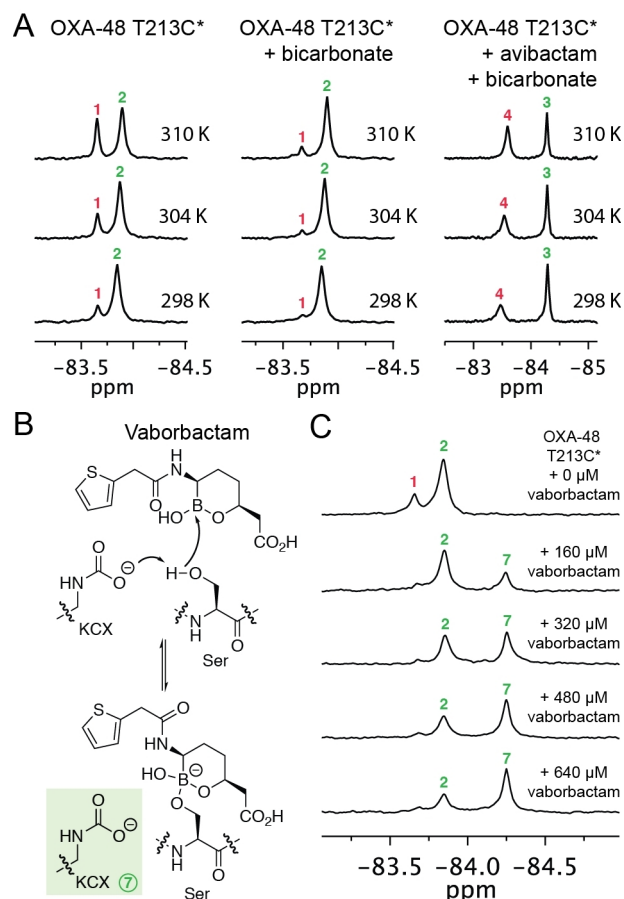 A
OXA-48 T213C*
OXA-48 T213C*
+ bicarbonate
OXA-48 T213C*
+ avibactam
+ bicarbonate
1
2
310 K
1
2
310 K
4
3
310 K
1
2
304 K
1
2
304 K
4
3
304 K
1
2
298 K
1
2
298 K
4
3
298 K
−83.5 −84.5
ppm
−83.5 −84.5
ppm
−83 −84 −85
ppm
B
Vaborbactam
S
H
N
O
HO
B
O
CO₂H
O
HN
O
⊖
KCX
H
O
N
H
O
Ser
S
O
HN
HO
B
⊖
O
O
CO₂H
O
HN
O
⊖
KCX 7
N
H
O
Ser
C
OXA-48
T213C*
+ 0 µM
vaborbactam
1
2
+ 160 µM
vaborbactam
2
7
+ 320 µM
vaborbactam
2
7
+ 480 µM
vaborbactam
2
7
+ 640 µM
vaborbactam
2
7
−83.5 −84.0 −84.5
ppm